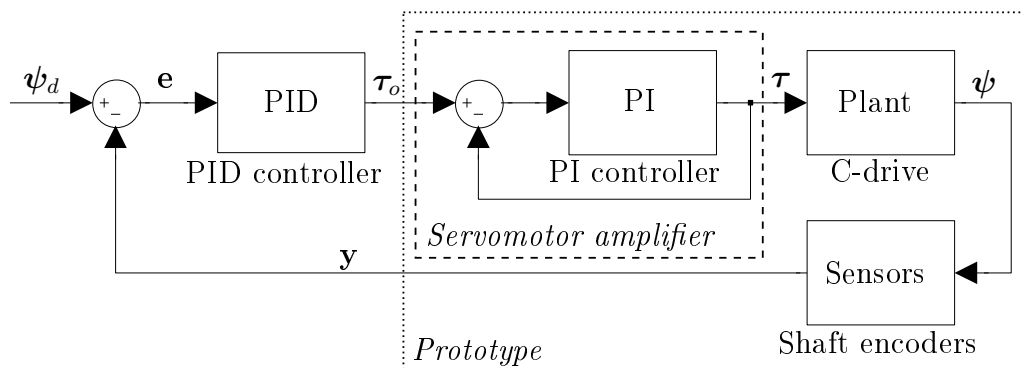 ψ_d
+
−
e
PID
PID controller
τ_o
+
−
PI
PI controller
τ
Plant
C-drive
ψ
Servomotor amplifier
y
Sensors
Shaft encoders
Prototype